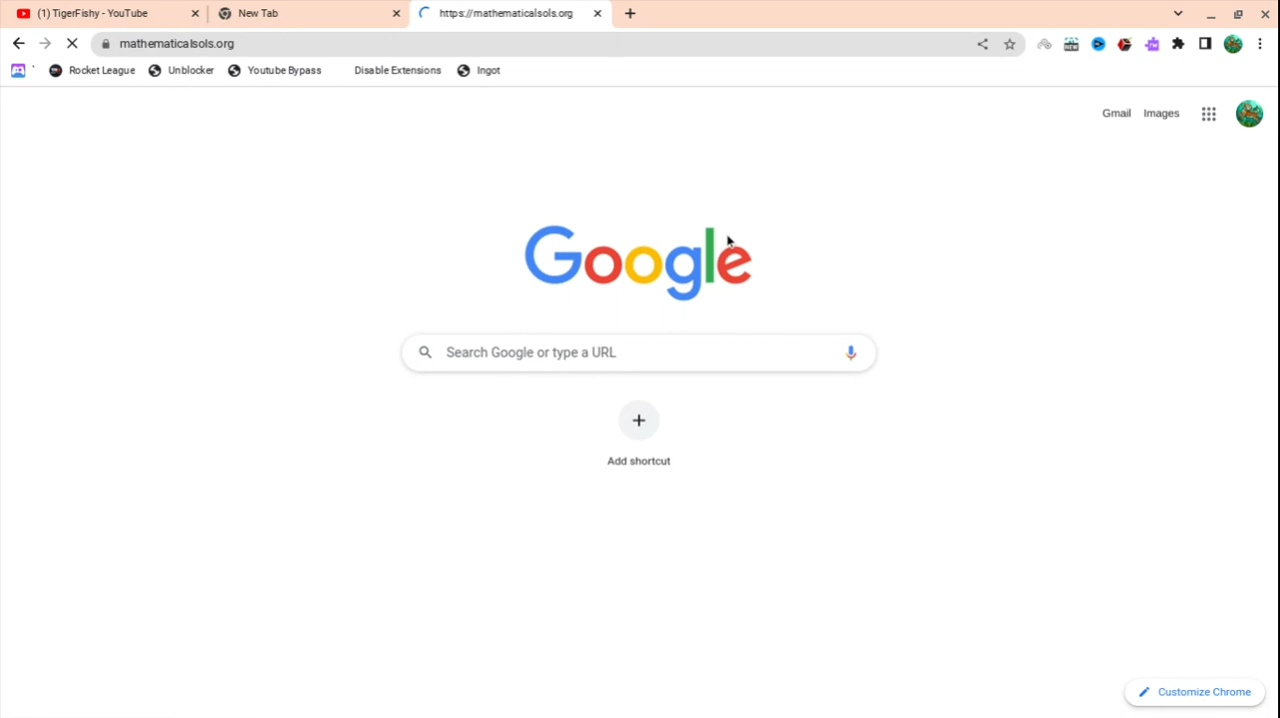 (1) TigerFishy - YouTube
New Tab
https://mathematicalsols.org
mathematicalsols.org
Rocket League
Unblocker
Youtube Bypass
Disable Extensions
Ingot
Gmail
Images
Google
Search Google or type a URL
Add shortcut
Customize Chrome